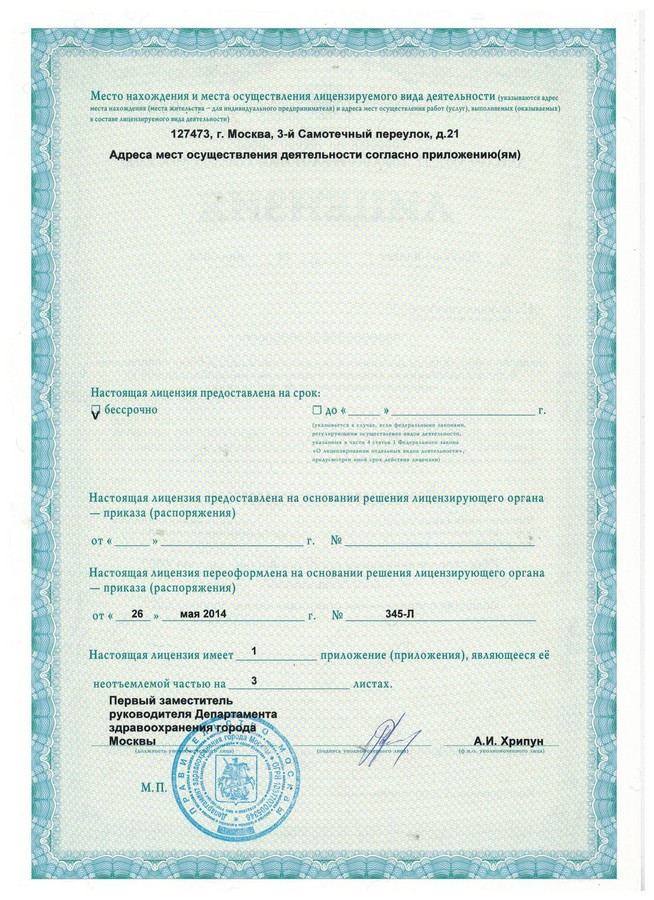 Место нахождения и места осуществления лицензируемого вида деятельности (указываются адрес
места нахождения (места жительства – для индивидуального предпринимателя) и адреса мест осуществления работ (услуг), выполняемых (оказываемых)
в составе лицензируемого вида деятельности)
127473, г. Москва, 3-й Самотечный переулок, д.21
Адреса мест осуществления деятельности согласно приложению(ям)
Настоящая лицензия предоставлена на срок:
V бессрочно □ до « ______ » ______________________ г.
(указывается в случае, если федеральными законами,
регулирующими осуществление видов деятельности,
указанных в части 4 статьи 1 Федерального закона
«О лицензировании отдельных видов деятельности»,
предусмотрен иной срок действия лицензии)
Настоящая лицензия предоставлена на основании решения лицензирующего органа
— приказа (распоряжения)
от « ______ » ______________________ г. № ______________________
Настоящая лицензия переоформлена на основании решения лицензирующего органа
— приказа (распоряжения)
от « 26 » мая 2014 г. № 345-Л
Настоящая лицензия имеет 1 приложение (приложения), являющееся её
неотъемлемой частью на 3 листах.
Первый заместитель
руководителя Департамента
здравоохранения города
Москвы А.И. Хрипун
(должность уполномоченного лица) (подпись уполномоченного лица) (ф.и.о. уполномоченного лица)
М.П.
ПРАВИТЕЛЬСТВО МОСКВЫ
Департамент здравоохранения города Москвы